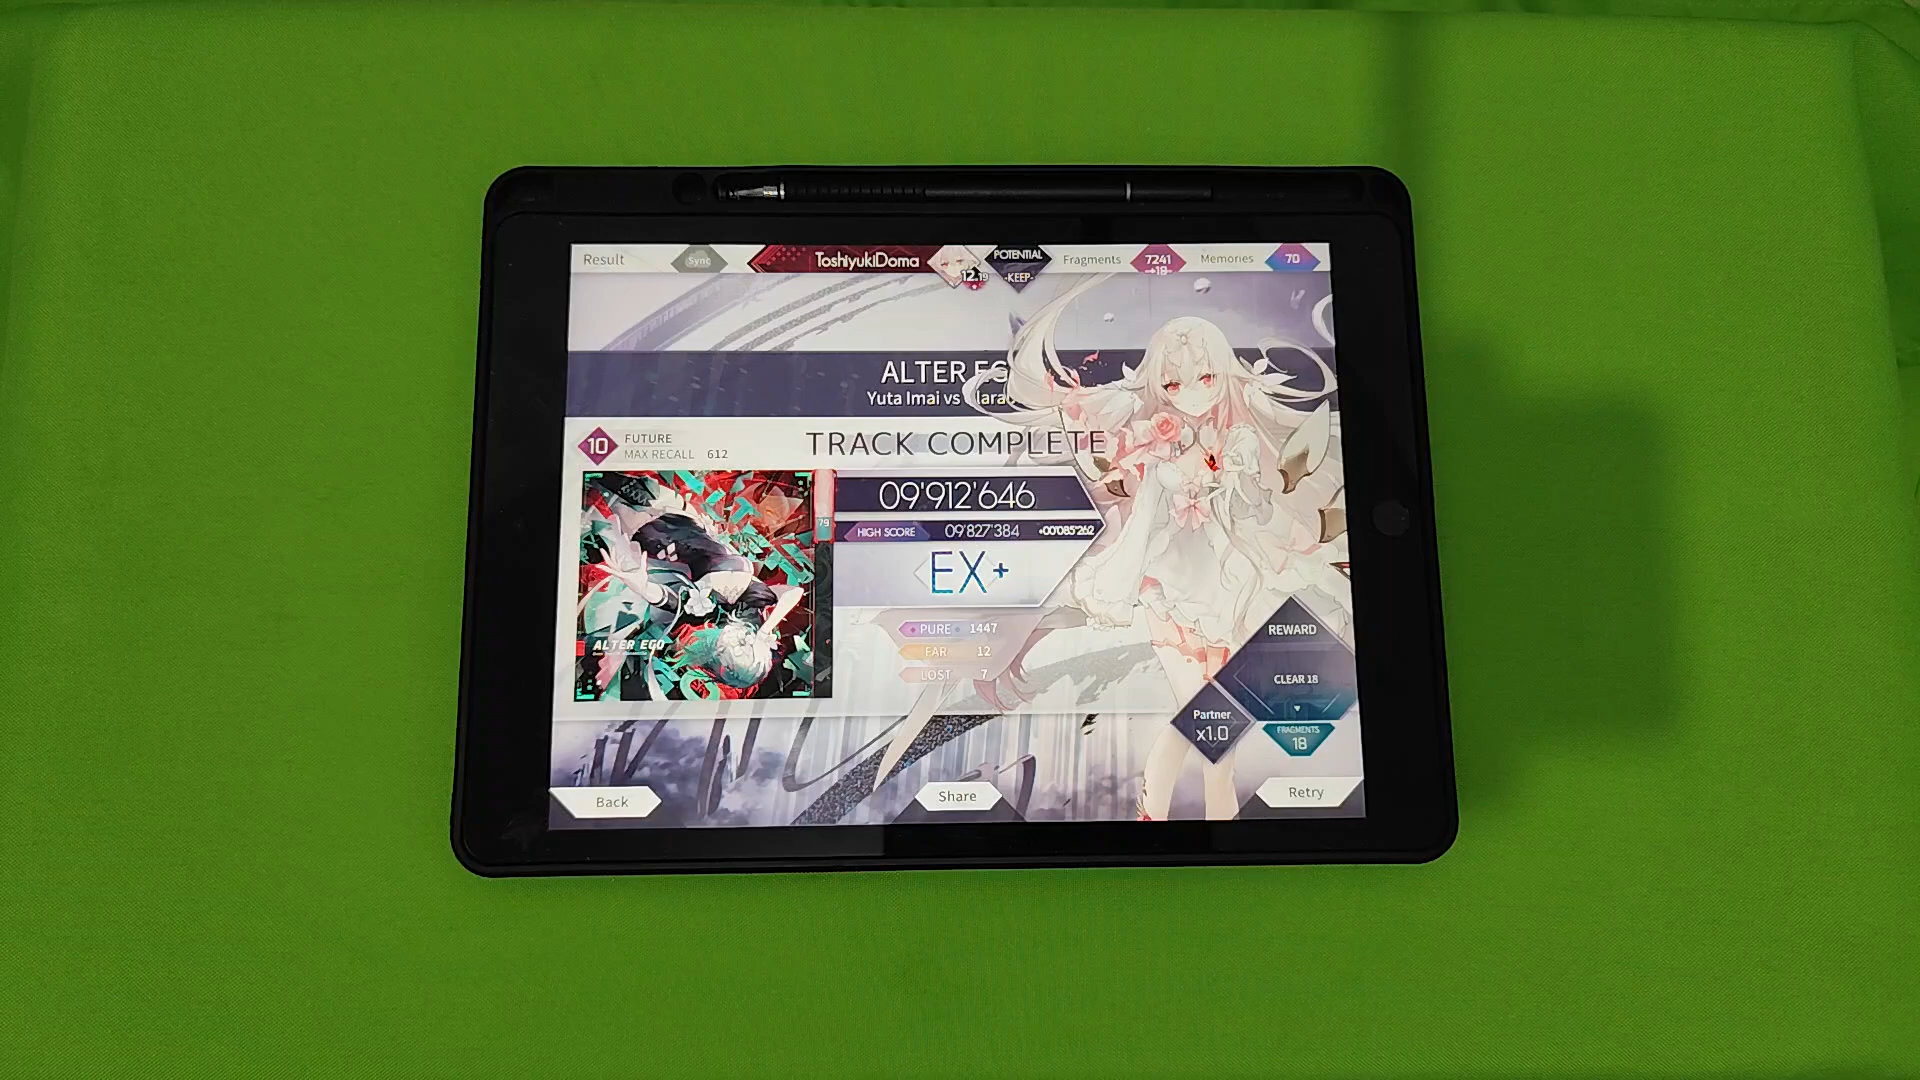 Result
Sync
ToshiyukiDoma
12.19
POTENTIAL
-KEEP-
Fragments
7241
+18
Memories
70
ALTER EG
Yuta Imai vs
10
FUTURE
MAX RECALL 612
TRACK COMPLETE
79
09'912'646
HIGH SCORE 09'827'384 +00'085'262
EX+
PURE 1447
FAR 12
LOST 7
ALTER EGO
REWARD
CLEAR 18
Partner
x1.0
FRAGMENTS
18
Back
Share
Retry